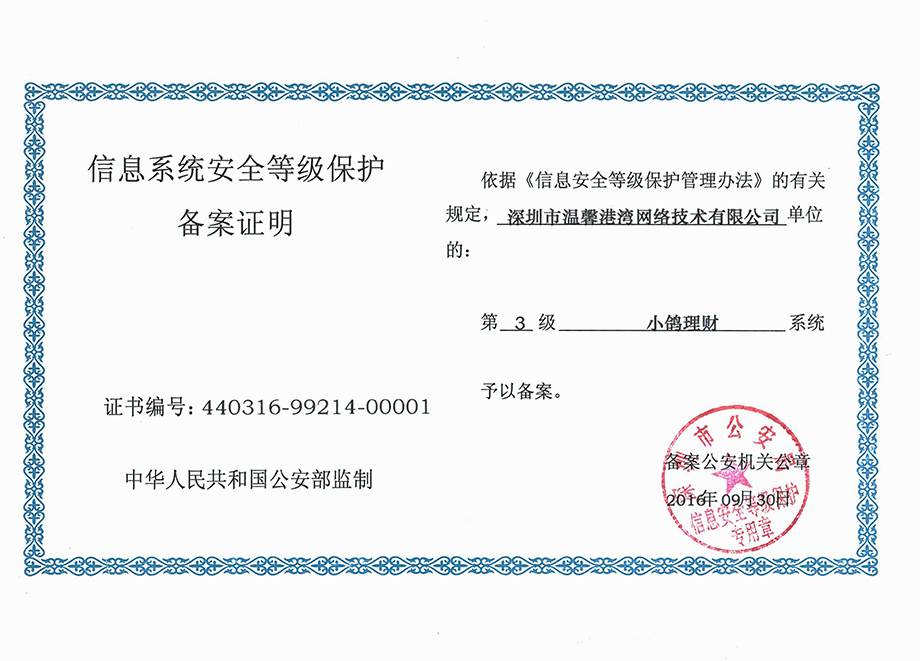 信息系统安全等级保护
备案证明
证书编号：440316-99214-00001
中华人民共和国公安部监制
依据《信息安全等级保护管理办法》的有关
规定，深圳市温馨港湾网络技术有限公司单位
的：
第 3 级 小鸽理财 系统
予以备案。
备案公安机关公章
2016年09月30日
深圳市公安局
信息安全等级保护
专用章